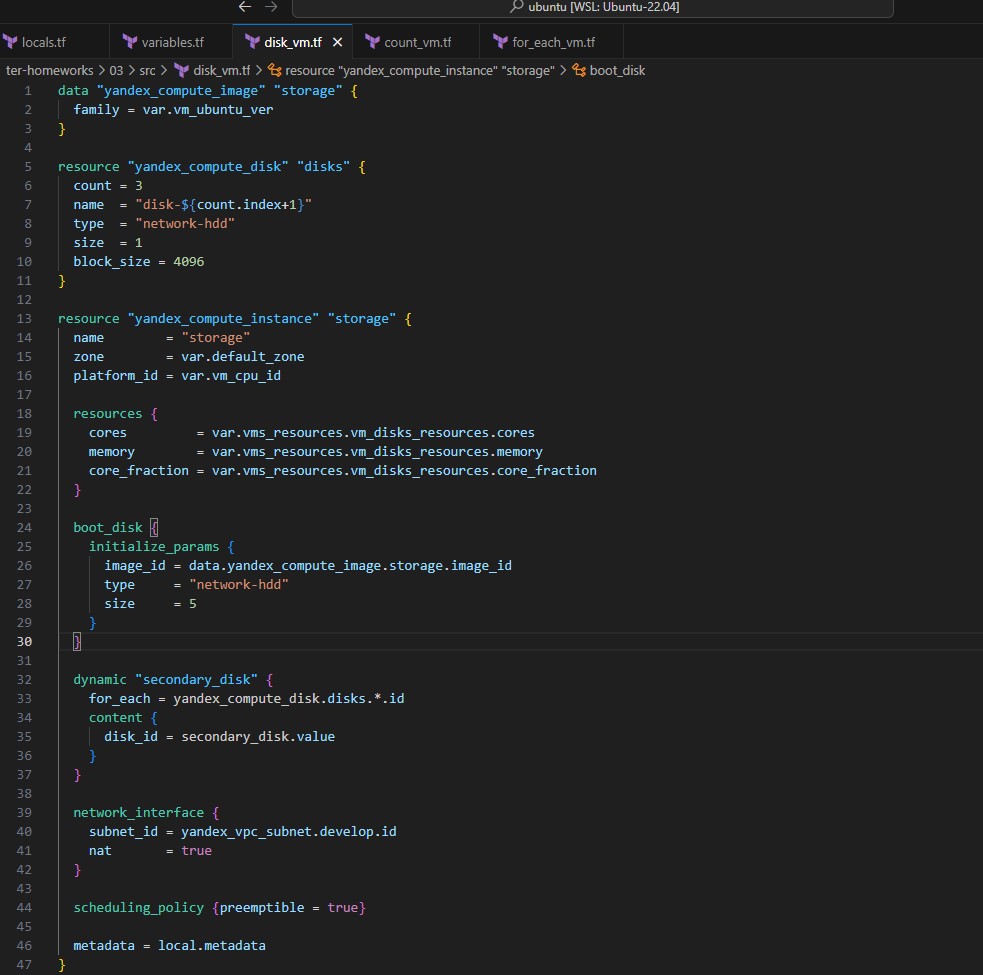 ubuntu [WSL: Ubuntu-22.04]
locals.tf variables.tf disk_vm.tf count_vm.tf for_each_vm.tf
ter-homeworks > 03 > src > disk_vm.tf > resource "yandex_compute_instance" "storage" > boot_disk
1 data "yandex_compute_image" "storage" {
2   family = var.vm_ubuntu_ver
3 }
4
5 resource "yandex_compute_disk" "disks" {
6   count = 3
7   name  = "disk-${count.index+1}"
8   type  = "network-hdd"
9   size  = 1
10   block_size = 4096
11 }
12
13 resource "yandex_compute_instance" "storage" {
14   name        = "storage"
15   zone        = var.default_zone
16   platform_id = var.vm_cpu_id
17
18   resources {
19     cores         = var.vms_resources.vm_disks_resources.cores
20     memory        = var.vms_resources.vm_disks_resources.memory
21     core_fraction = var.vms_resources.vm_disks_resources.core_fraction
22   }
23
24   boot_disk {
25     initialize_params {
26       image_id = data.yandex_compute_image.storage.image_id
27       type     = "network-hdd"
28       size     = 5
29     }
30   }
31
32   dynamic "secondary_disk" {
33     for_each = yandex_compute_disk.disks.*.id
34     content {
35       disk_id = secondary_disk.value
36     }
37   }
38
39   network_interface {
40     subnet_id = yandex_vpc_subnet.develop.id
41     nat       = true
42   }
43
44   scheduling_policy {preemptible = true}
45
46   metadata = local.metadata
47 }